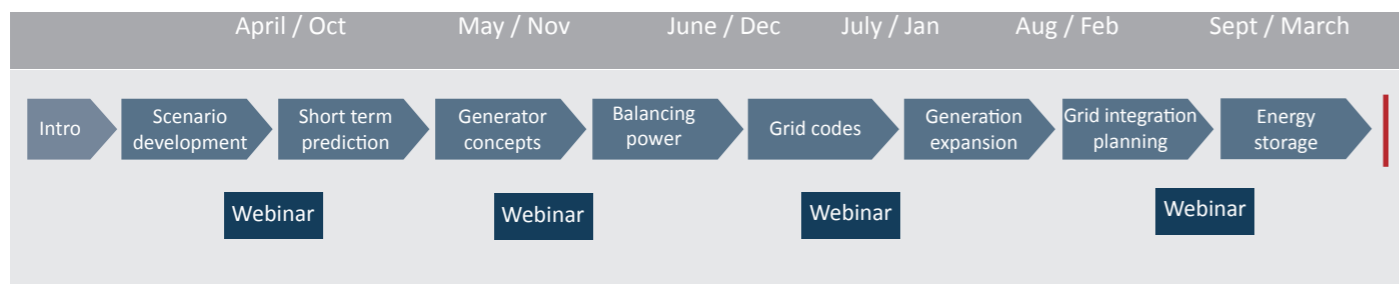 April / Oct May / Nov June / Dec July / Jan Aug / Feb Sept / March
Intro
Scenario
development
Short term
prediction
Generator
concepts
Balancing
power
Grid codes
Generation
expansion
Grid integration
planning
Energy
storage
Webinar Webinar Webinar Webinar